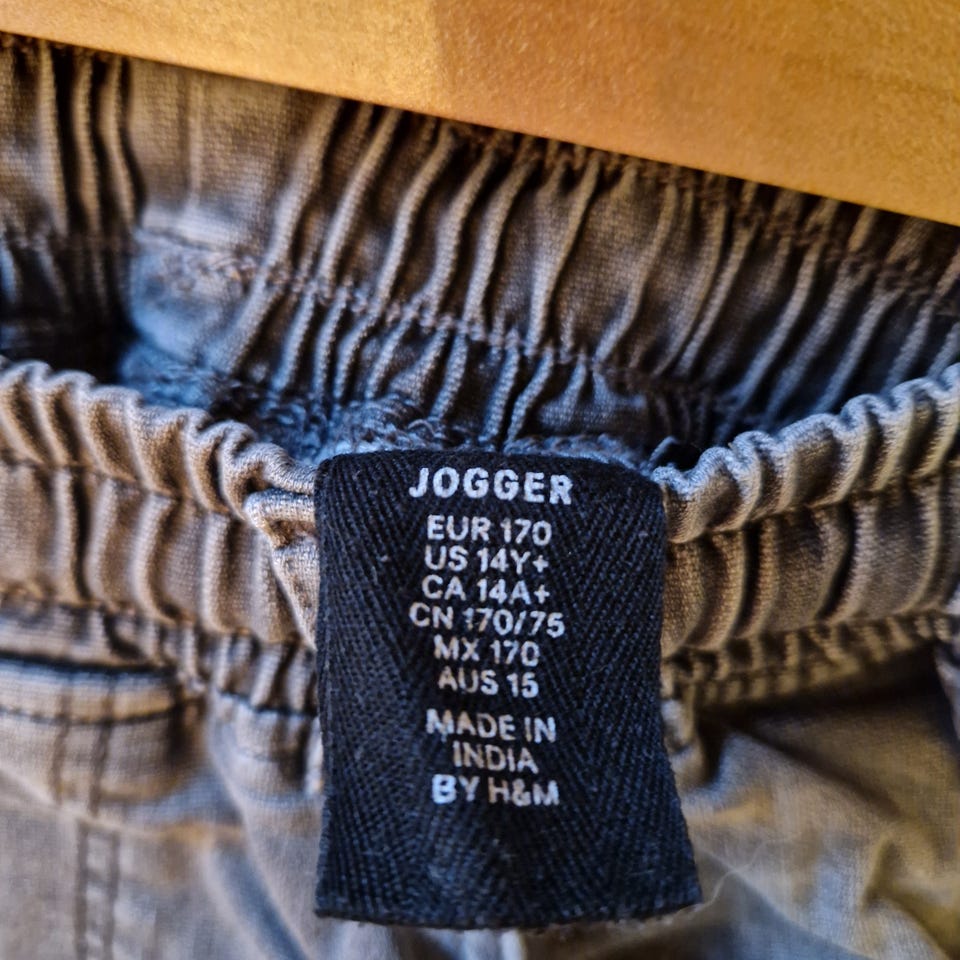 JOGGER
EUR 170
US 14Y+
CA 14A+
CN 170/75
MX 170
AUS 15
MADE IN
INDIA
BY H&M